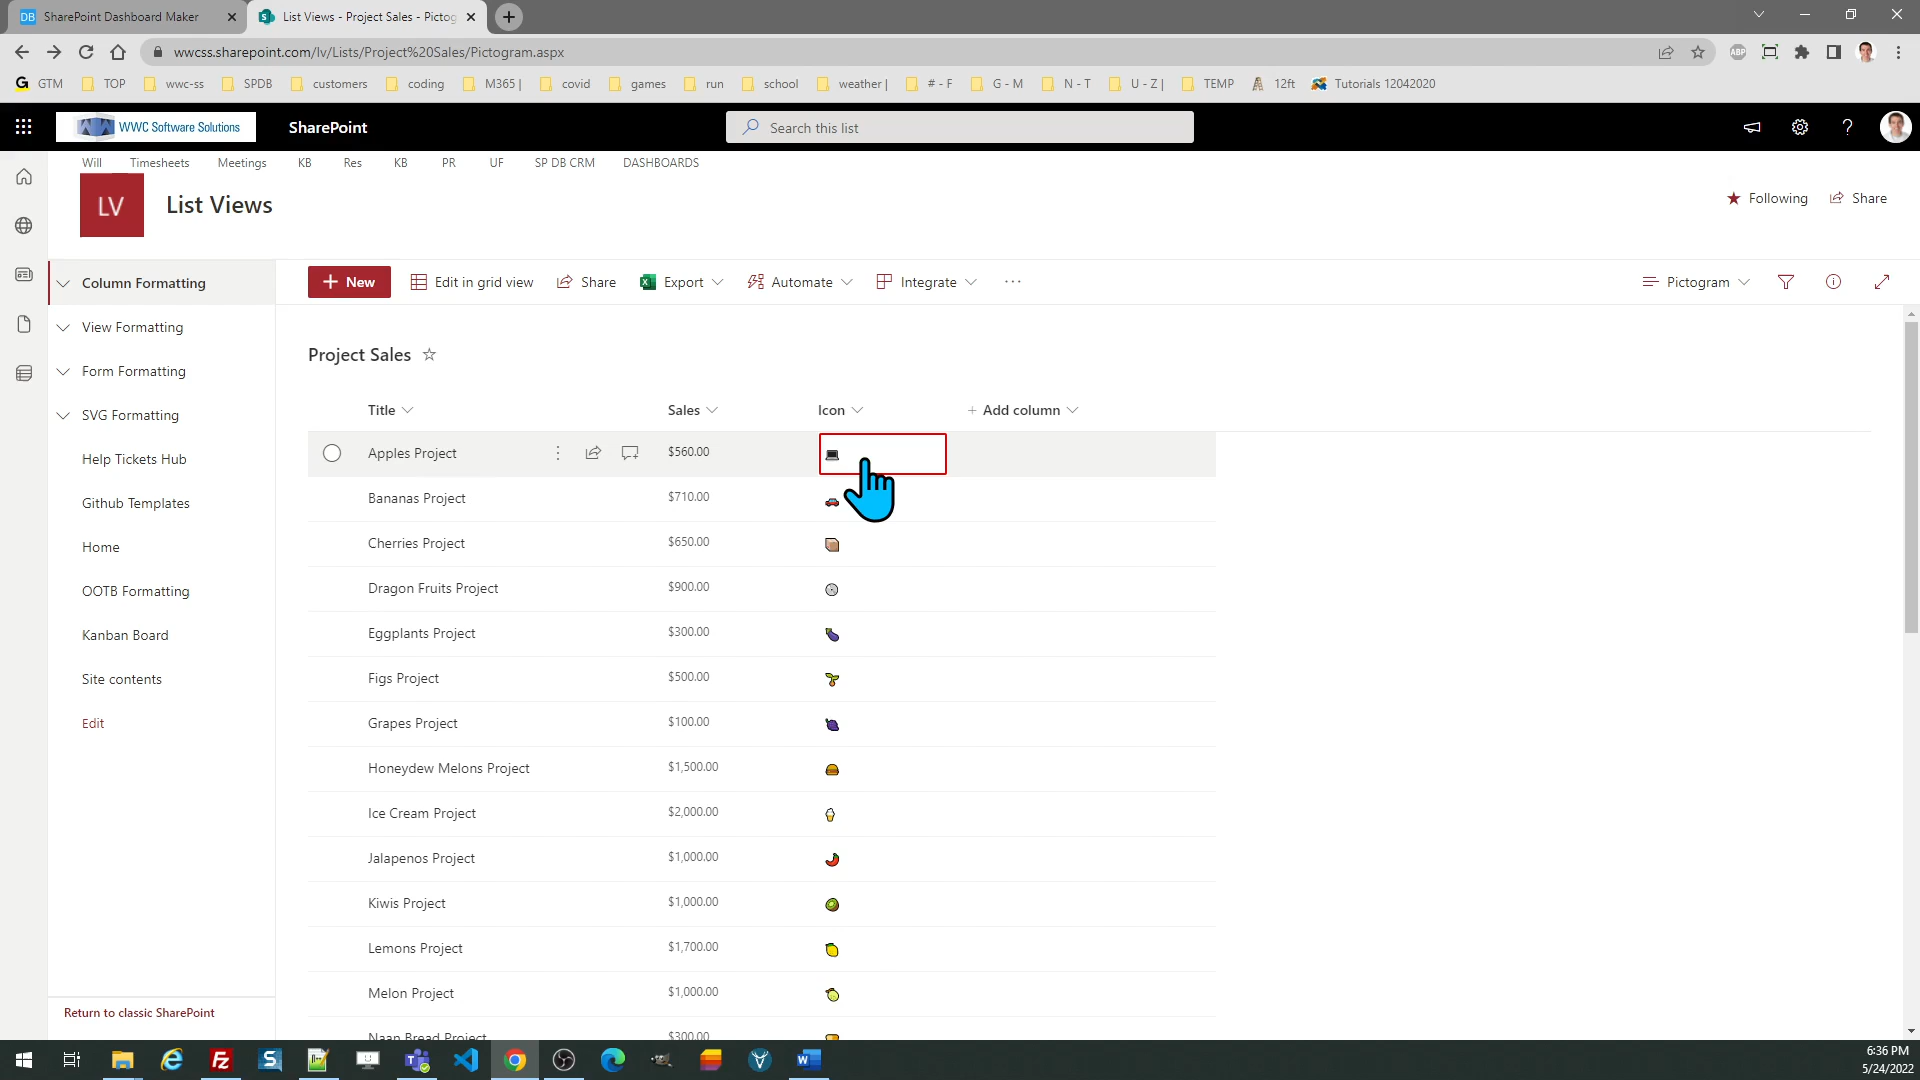 SharePoint Dashboard Maker
List Views - Project Sales - Pictog
wwcss.sharepoint.com/lv/Lists/Project%20Sales/Pictogram.aspx
GTM TOP wwc-ss SPDB customers coding M365 | covid games run school weather | # - F G - M N - T U - Z | TEMP 12ft Tutorials 12042020
WWC Software Solutions
SharePoint
Search this list
Will Timesheets Meetings KB Res KB PR UF SP DB CRM DASHBOARDS
LV
List Views
Following
Share
Column Formatting
View Formatting
Form Formatting
SVG Formatting
Help Tickets Hub
Github Templates
Home
OOTB Formatting
Kanban Board
Site contents
Edit
Return to classic SharePoint
New Edit in grid view Share Export Automate Integrate Pictogram
Project Sales
Title Sales Icon Add column
Apples Project $560.00
Bananas Project $710.00
Cherries Project $650.00
Dragon Fruits Project $900.00
Eggplants Project $300.00
Figs Project $500.00
Grapes Project $100.00
Honeydew Melons Project $1,500.00
Ice Cream Project $2,000.00
Jalapenos Project $1,000.00
Kiwis Project $1,000.00
Lemons Project $1,700.00
Melon Project $1,000.00
Naan Bread Project $300.00
6:36 PM
5/24/2022